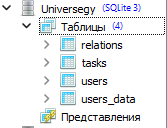 Universegy (SQLite 3)
Таблицы (4)
relations
tasks
users
users_data
Представления